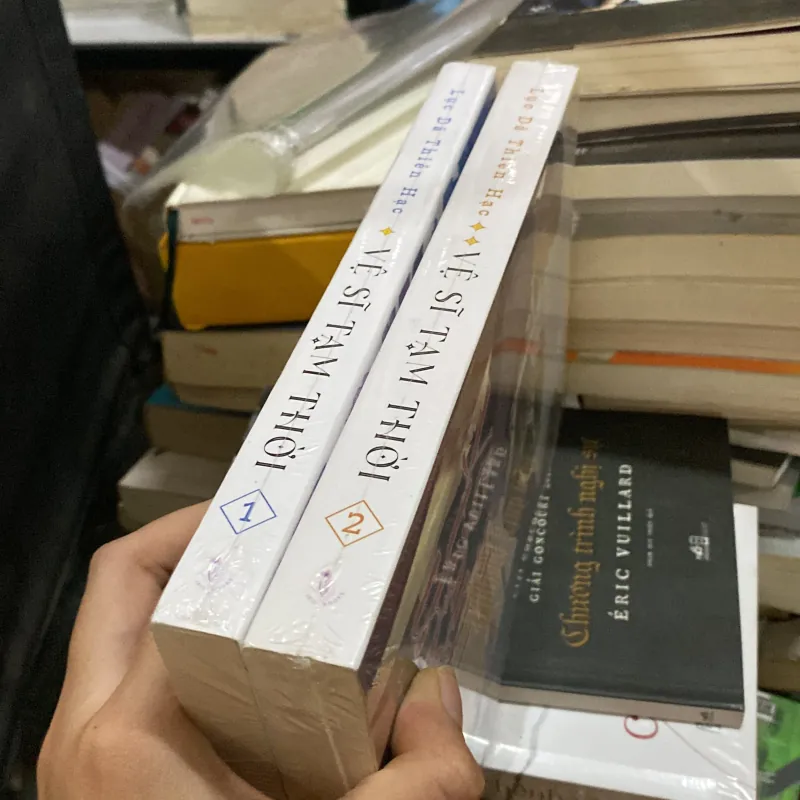 Lục Dã Thiên Hạc
VỆ SĨ TẠM THỜI
1
Lục Dã Thiên Hạc
VỆ SĨ TẠM THỜI
2
GIẢI GONCOURT
Chương trình nghị sự
ÉRIC VUILLARD